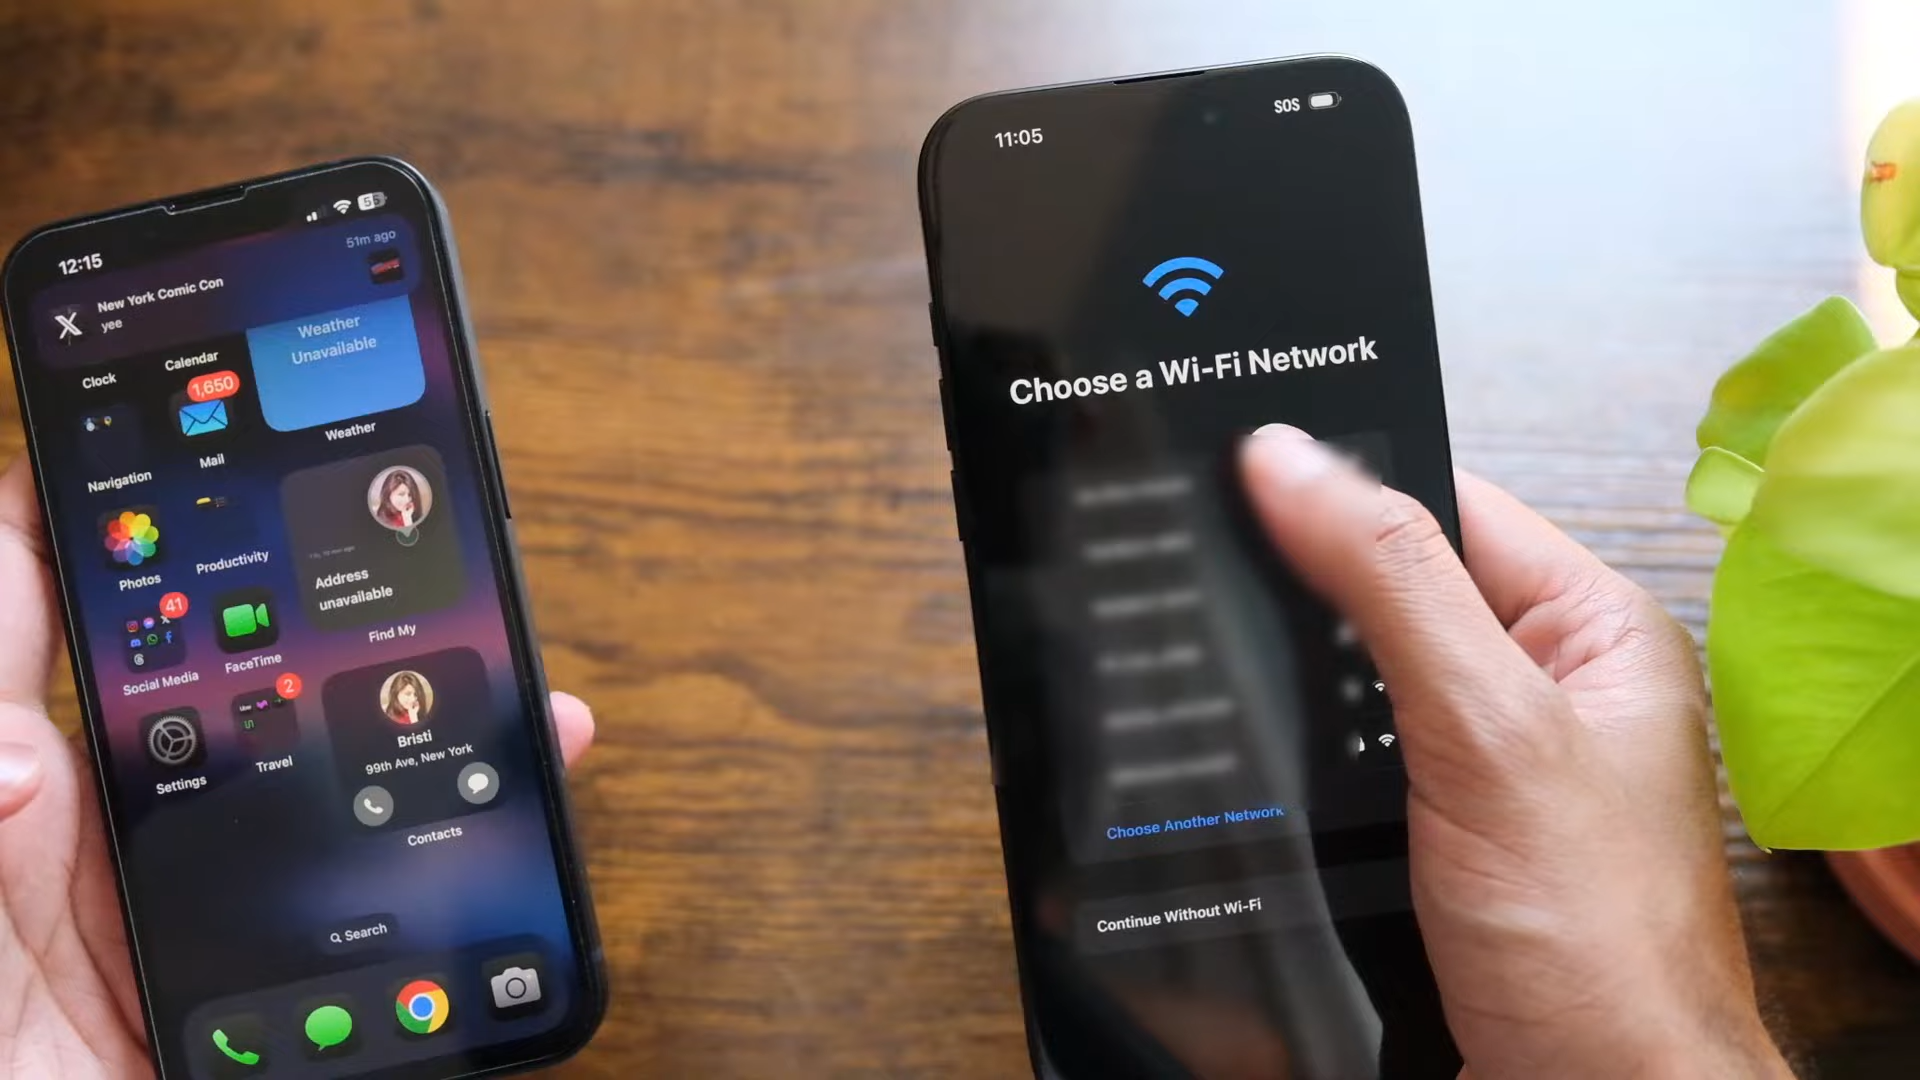 12:15
55
51m ago
New York Comic Con
yee
Clock
Calendar
Weather
Unavailable
1,650
Navigation
Mail
Weather
Photos
Productivity
Address
unavailable
41
Social Media
FaceTime
Find My
2
Uber
Settings
Travel
Bristi
99th Ave, New York
Contacts
Search
11:05
SOS
Choose a Wi-Fi Network
Choose Another Network
Continue Without Wi-Fi